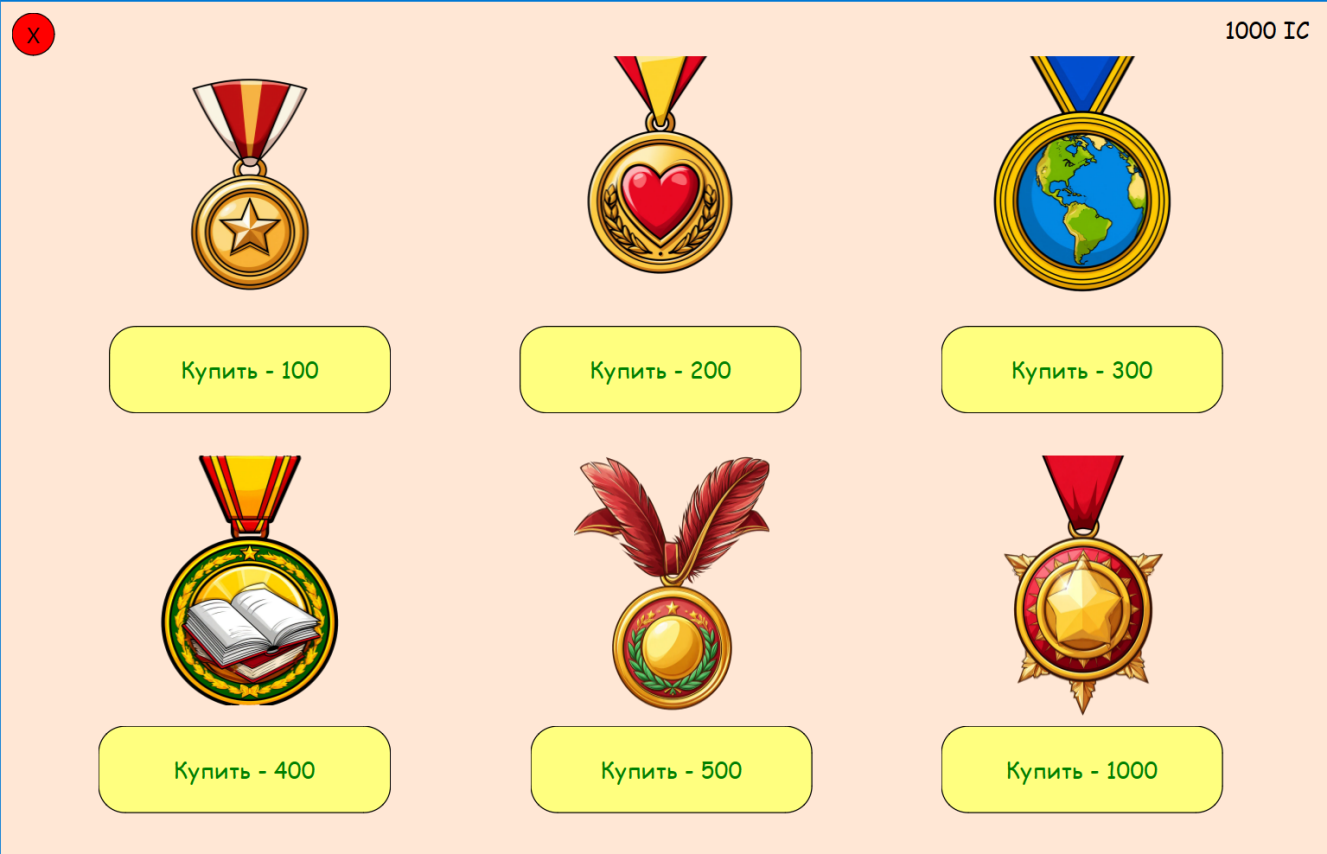 X
1000 IC
Купить - 100
Купить - 200
Купить - 300
Купить - 400
Купить - 500
Купить - 1000